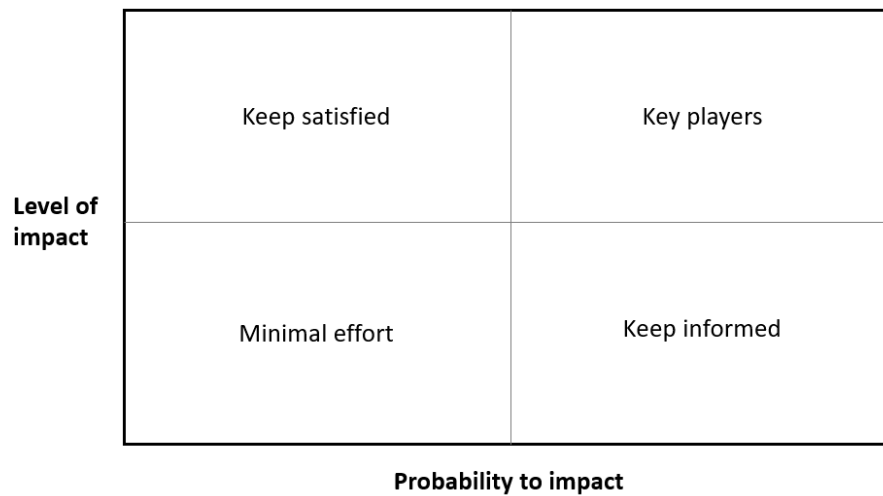 Keep satisfied
Key players
Level of
impact
Minimal effort
Keep informed
Probability to impact